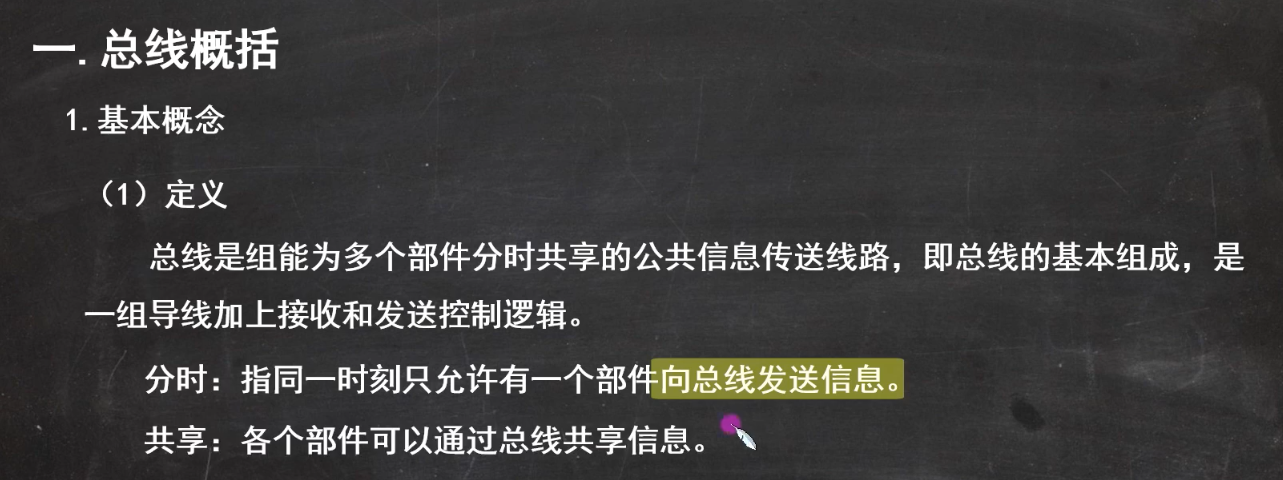 一.总线概括
1.基本概念
（1）定义
总线是组能为多个部件分时共享的公共信息传送线路，即总线的基本组成，是
一组导线加上接收和发送控制逻辑。
分时：指同一时刻只允许有一个部件向总线发送信息。
共享：各个部件可以通过总线共享信息。